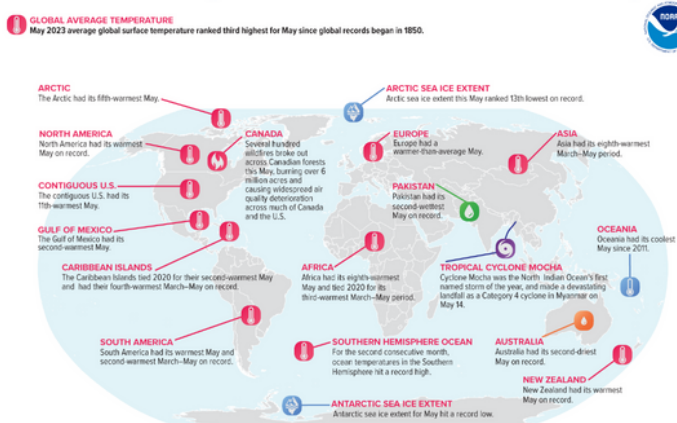 GLOBAL AVERAGE TEMPERATURE
May 2023 average global surface temperature ranked third highest for May since global records began in 1850.
NOAA
ARCTIC
The Arctic had its fifth-warmest May.
ARCTIC SEA ICE EXTENT
Arctic sea ice extent this May ranked 13th lowest on record.
NORTH AMERICA
North America had its warmest
May on record.
CANADA
Several hundred
wildfires broke out
across Canadian forests
this May, burning over 6
million acres and
causing widespread air
quality deterioration
across much of Canada
and the U.S.
EUROPE
Europe had a
warmer-than-average May.
ASIA
Asia had its eighth-warmest
March–May period.
CONTIGUOUS U.S.
The contiguous U.S. had its
11th-warmest May.
PAKISTAN
Pakistan had its
second-wettest
May on record.
GULF OF MEXICO
The Gulf of Mexico had its
second-warmest May.
OCEANIA
Oceania had its coolest
May since 2011.
CARIBBEAN ISLANDS
The Caribbean Islands tied 2020 for their second-warmest May
and had their fourth-warmest March–May on record.
AFRICA
Africa had its eighth-warmest
May and tied 2020 for its
third-warmest March–May period.
TROPICAL CYCLONE MOCHA
Cyclone Mocha was the North Indian Ocean's first
named storm of the year, and made a devastating
landfall as a Category 4 cyclone in Myanmar on
May 14.
SOUTH AMERICA
South America had its warmest May and
second-warmest March–May on record.
SOUTHERN HEMISPHERE OCEAN
For the second consecutive month,
ocean temperatures in the Southern
Hemisphere hit a record high.
AUSTRALIA
Australia had its second-driest
May on record.
NEW ZEALAND
New Zealand had its warmest
May on record.
ANTARCTIC SEA ICE EXTENT
Antarctic sea ice extent for May hit a record low.